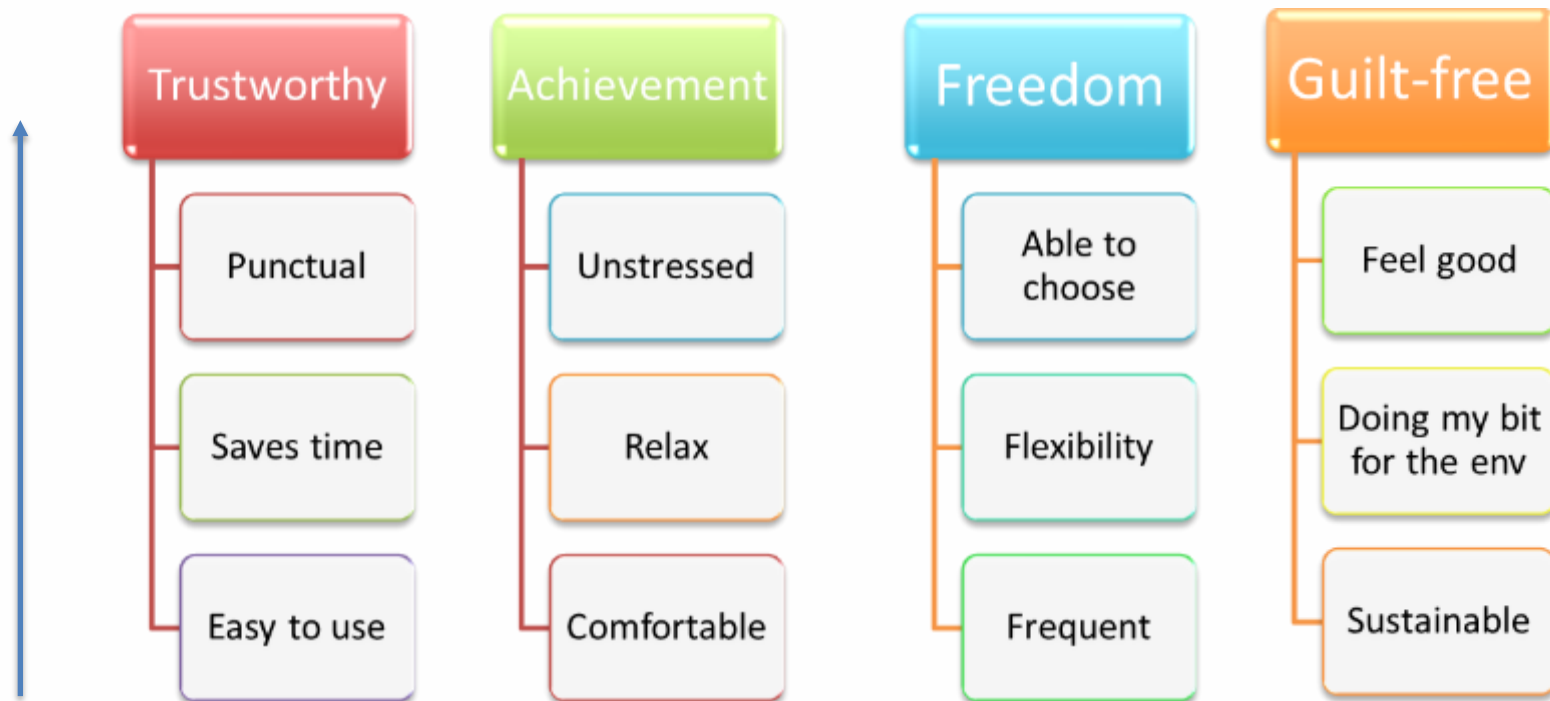 Trustworthy
Punctual
Saves time
Easy to use
Achievement
Unstressed
Relax
Comfortable
Freedom
Able to
choose
Flexibility
Frequent
Guilt-free
Feel good
Doing my bit
for the env
Sustainable